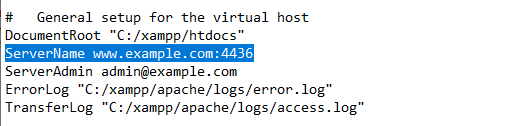 #   General setup for the virtual host
DocumentRoot "C:/xampp/htdocs"
ServerName www.example.com:4436
ServerAdmin admin@example.com
ErrorLog "C:/xampp/apache/logs/error.log"
TransferLog "C:/xampp/apache/logs/access.log"